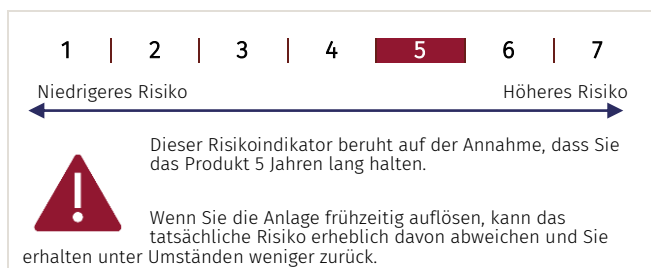 1 | 2 | 3 | 4 | 5 | 6 | 7
Niedrigeres Risiko Höheres Risiko
Dieser Risikoindikator beruht auf der Annahme, dass Sie
das Produkt 5 Jahren lang halten.
Wenn Sie die Anlage frühzeitig auflösen, kann das
tatsächliche Risiko erheblich davon abweichen und Sie
erhalten unter Umständen weniger zurück.